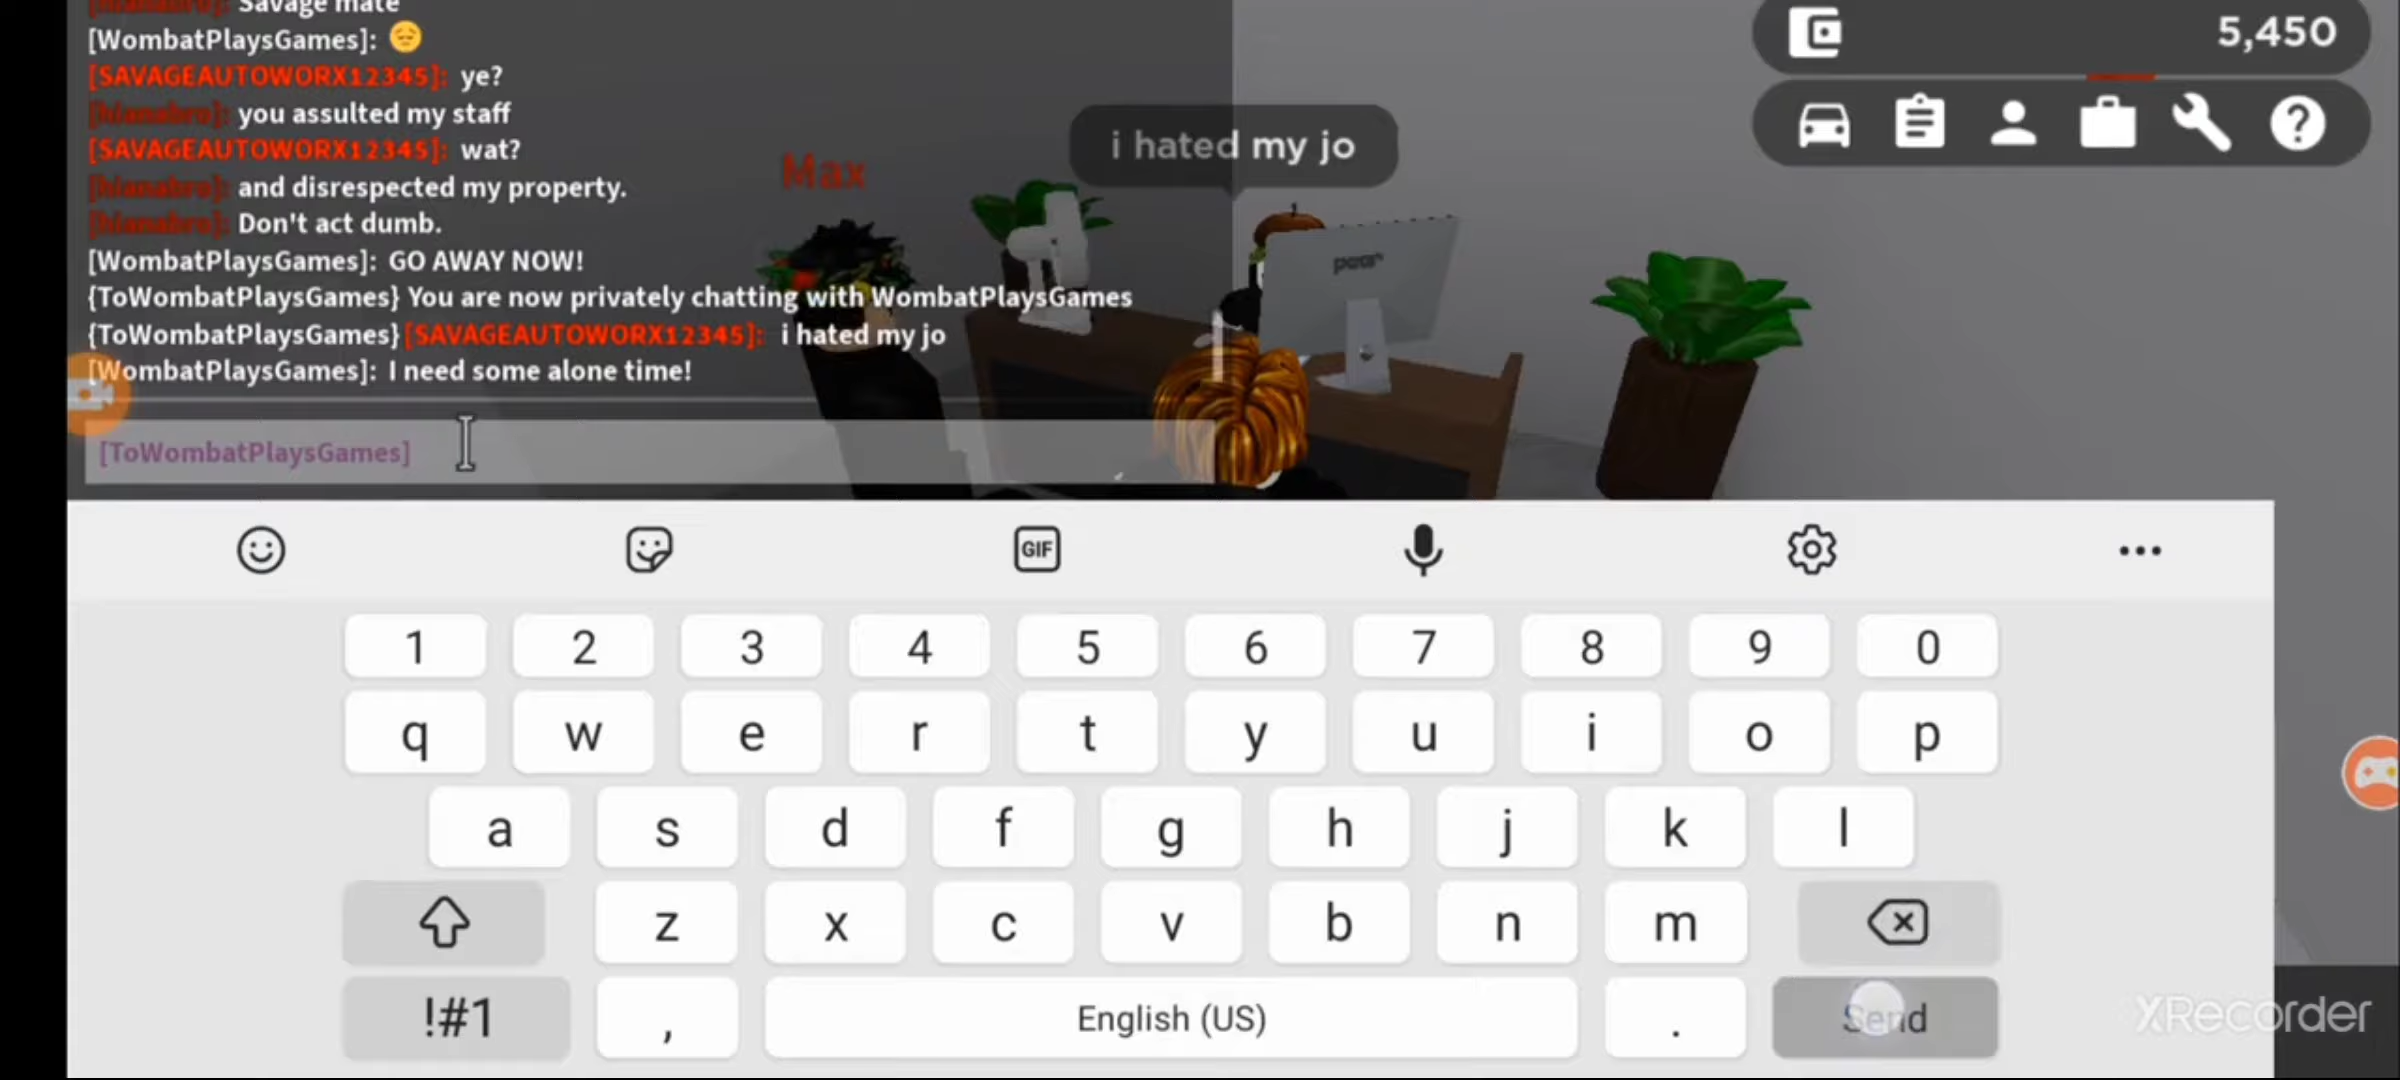 Savage mate
[WombatPlaysGames]: 😔
[SAVAGEAUTOWORX12345]: ye?
you assulted my staff
[SAVAGEAUTOWORX12345]: wat?
and disrespected my property.
Don't act dumb.
[WombatPlaysGames]: GO AWAY NOW!
{ToWombatPlaysGames} You are now privately chatting with WombatPlaysGames
{ToWombatPlaysGames} [SAVAGEAUTOWORX12345]: i hated my jo
[WombatPlaysGames]: I need some alone time!
[ToWombatPlaysGames]
Max
i hated my jo
5,450
GIF
1 2 3 4 5 6 7 8 9 0
q w e r t y u i o p
a s d f g h j k l
z x c v b n m
!#1 , English (US) . Send
XRecorder